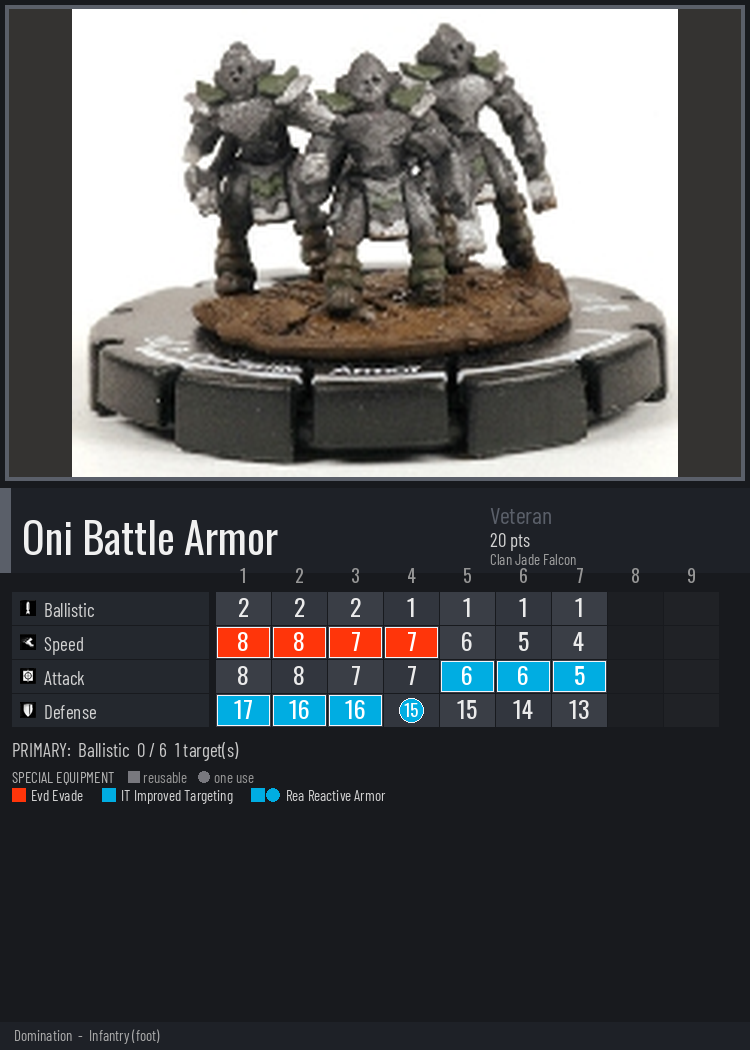 Armor
Oni Battle Armor
Veteran
20 pts
Clan Jade Falcon
1 2 3 4 5 6 7 8 9
Ballistic 2 2 2 1 1 1 1
Speed 8 8 7 7 6 5 4
Attack 8 8 7 7 6 6 5
Defense 17 16 16 15 15 14 13
PRIMARY: Ballistic 0 / 6 1 target(s)
SPECIAL EQUIPMENT reusable one use
Evd Evade IT Improved Targeting Rea Reactive Armor
Domination - Infantry (foot)